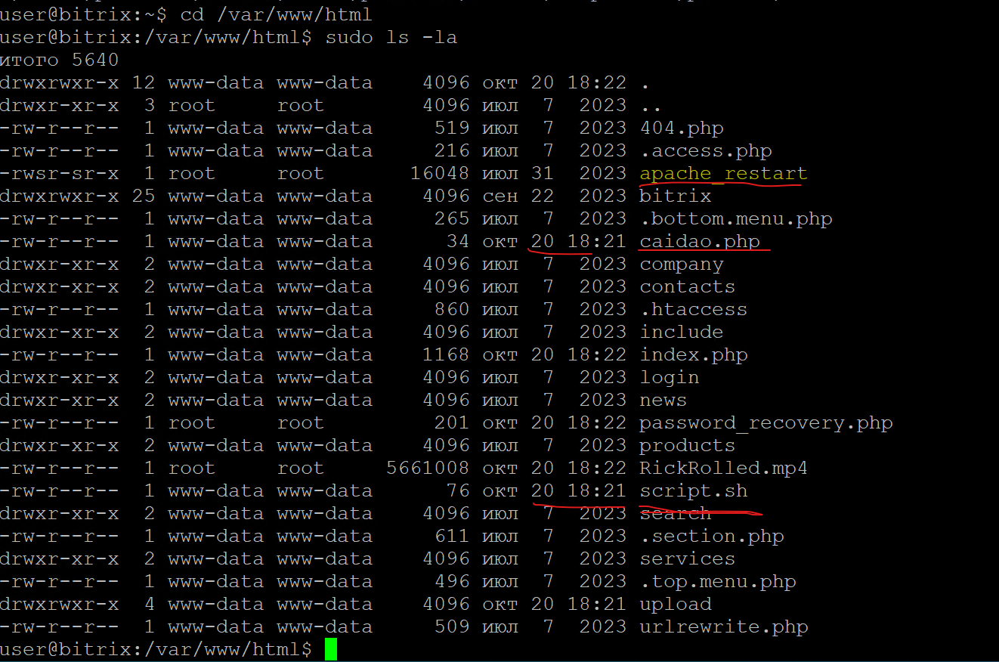 user@bitrix:~$ cd /var/www/html
user@bitrix:/var/www/html$ sudo ls -la
итого 5640
drwxrwxr-x 12 www-data www-data    4096 окт 20 18:22 .
drwxr-xr-x  3 root     root        4096 июл  7  2023 ..
-rw-r--r--  1 www-data www-data     519 июл  7  2023 404.php
-rw-r--r--  1 www-data www-data     216 июл  7  2023 .access.php
-rwsr-sr-x  1 root     root       16048 июл 31  2023 apache_restart
drwxrwxr-x 25 www-data www-data    4096 сен 22  2023 bitrix
-rw-r--r--  1 www-data www-data     265 июл  7  2023 .bottom.menu.php
-rw-r--r--  1 www-data www-data      34 окт 20 18:21 caidao.php
drwxr-xr-x  2 www-data www-data    4096 июл  7  2023 company
drwxr-xr-x  2 www-data www-data    4096 июл  7  2023 contacts
-rw-r--r--  1 www-data www-data     860 июл  7  2023 .htaccess
drwxr-xr-x  2 www-data www-data    4096 июл  7  2023 include
-rw-r--r--  1 www-data www-data    1168 окт 20 18:22 index.php
drwxr-xr-x  2 www-data www-data    4096 июл  7  2023 login
drwxr-xr-x  2 www-data www-data    4096 июл  7  2023 news
-rw-r--r--  1 root     root         201 окт 20 18:22 password_recovery.php
drwxr-xr-x  2 www-data www-data    4096 июл  7  2023 products
-rw-r--r--  1 root     root     5661008 окт 20 18:22 RickRolled.mp4
-rw-r--r--  1 www-data www-data      76 окт 20 18:21 script.sh
drwxr-xr-x  2 www-data www-data    4096 июл  7  2023 search
-rw-r--r--  1 www-data www-data     611 июл  7  2023 .section.php
drwxr-xr-x  2 www-data www-data    4096 июл  7  2023 services
-rw-r--r--  1 www-data www-data     496 июл  7  2023 .top.menu.php
drwxrwxr-x  4 www-data www-data    4096 окт 20 18:21 upload
-rw-r--r--  1 www-data www-data     509 июл  7  2023 urlrewrite.php
user@bitrix:/var/www/html$